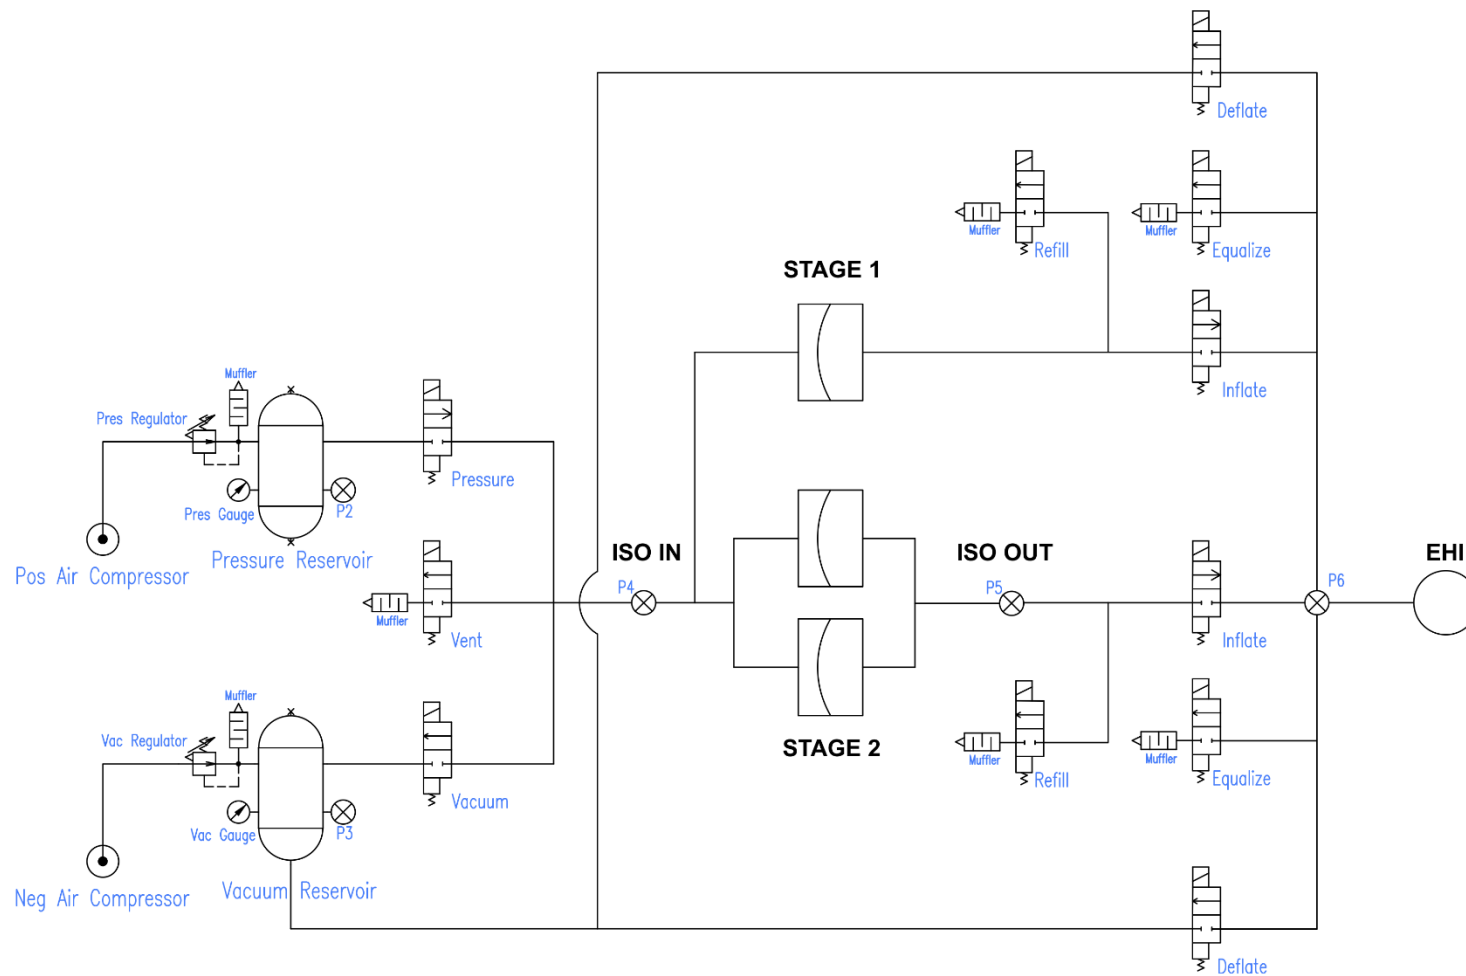 Deflate
Muffler
Refill
Muffler
Equalize
STAGE 1
Inflate
Muffler
Pres Regulator
Pressure
Pres Gauge
P2
Pressure Reservoir
Pos Air Compressor
ISO IN
P4
ISO OUT
P5
P6
EHI
Muffler
Vent
Inflate
Muffler
Vac Regulator
STAGE 2
Muffler
Refill
Muffler
Equalize
Vacuum
Vac Gauge
P3
Vacuum Reservoir
Neg Air Compressor
Deflate